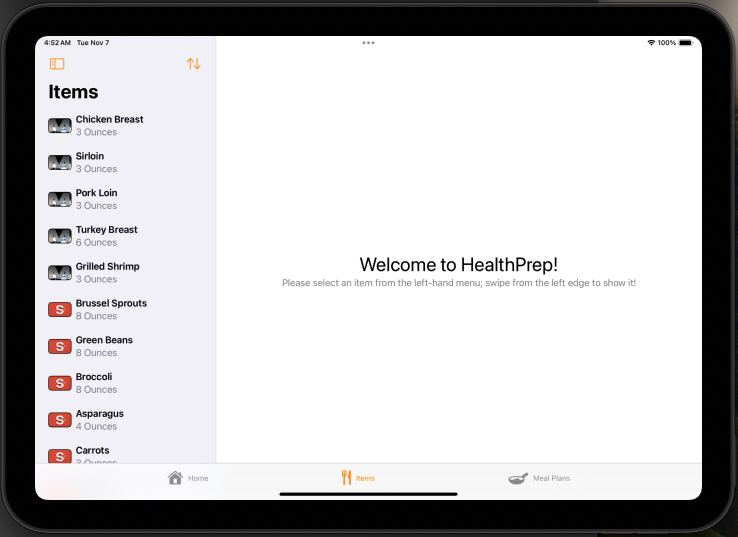 4:52 AM Tue Nov 7
100%
Items
Chicken Breast
3 Ounces
Sirloin
3 Ounces
Pork Loin
3 Ounces
Turkey Breast
6 Ounces
Grilled Shrimp
3 Ounces
S
Brussel Sprouts
8 Ounces
S
Green Beans
8 Ounces
S
Broccoli
8 Ounces
S
Asparagus
4 Ounces
S
Carrots
3 Ounces
Welcome to HealthPrep!
Please select an item from the left-hand menu; swipe from the left edge to show it!
Home
Items
Meal Plans